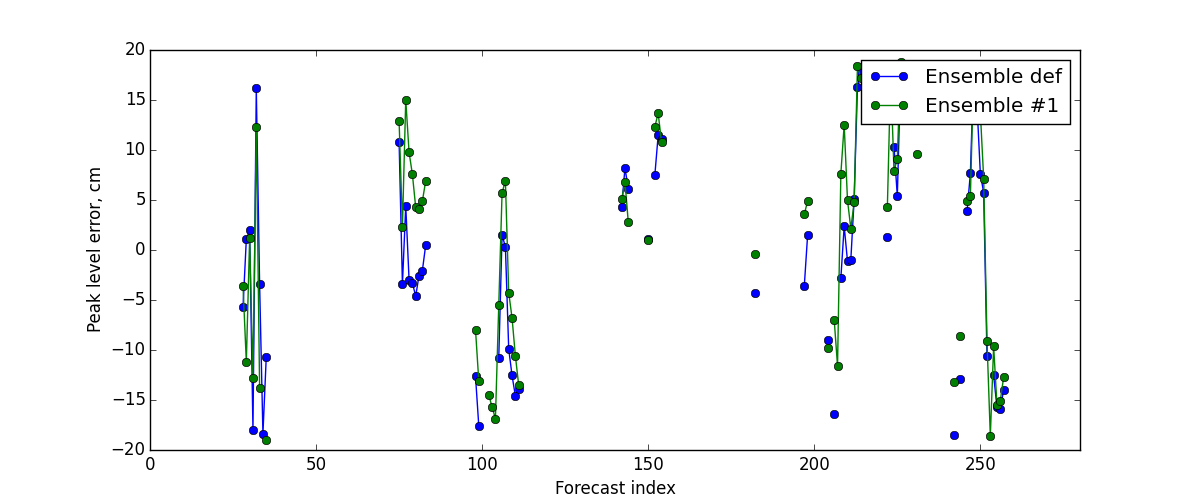 20
15
10
5
0
−5
−10
−15
−20
Peak level error, cm
0 50 100 150 200 250
Forecast index
Ensemble def
Ensemble #1